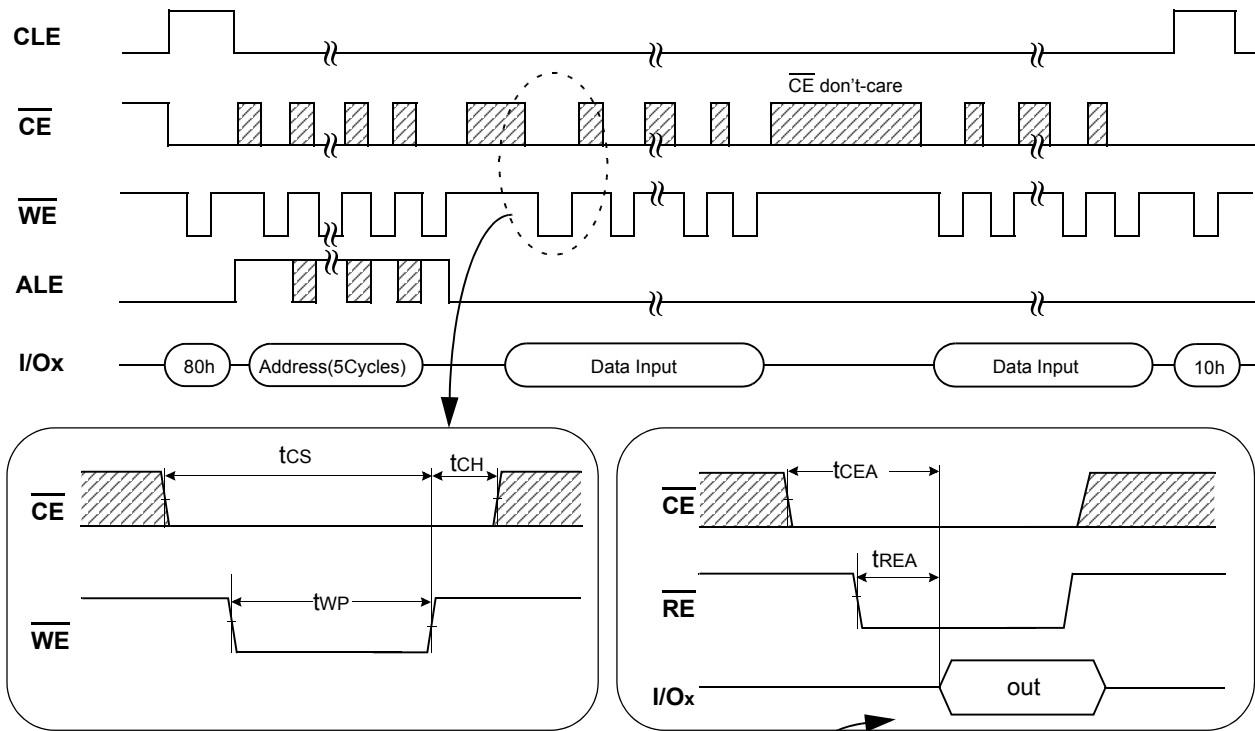 CLE
CE
CE don't-care
WE
ALE
I/Ox
80h
Address(5Cycles)
Data Input
Data Input
10h
tCS
tCH
CE
tWP
WE
tCEA
CE
tREA
RE
I/Ox
out